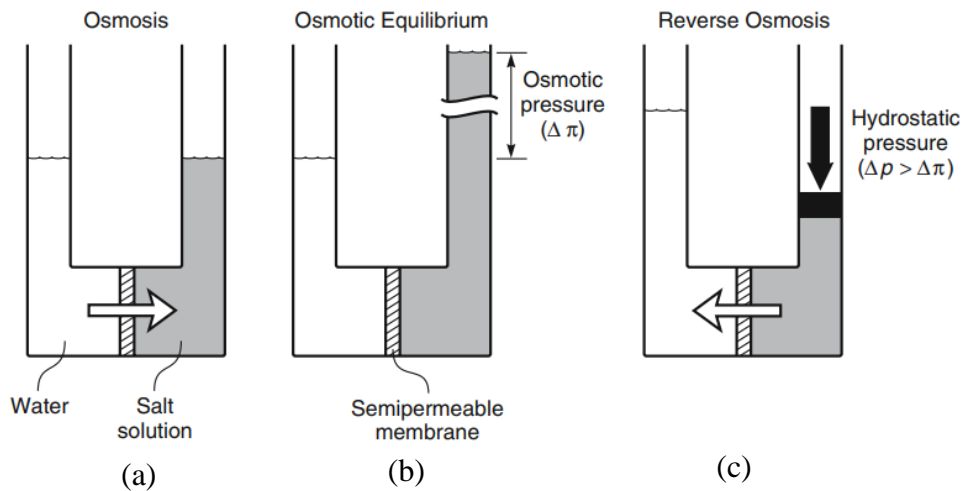 Osmosis
Osmotic Equilibrium
Reverse Osmosis
Osmotic
pressure
(Δ π)
Hydrostatic
pressure
(Δp > Δπ)
Water
Salt
solution
Semipermeable
membrane
(a)
(b)
(c)